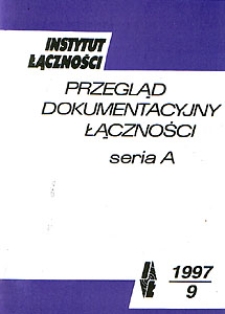 INSTYTUT
ŁĄCZNOŚCI
PRZEGLĄD
DOKUMENTACYJNY
ŁĄCZNOŚCI
seria A
1997
9